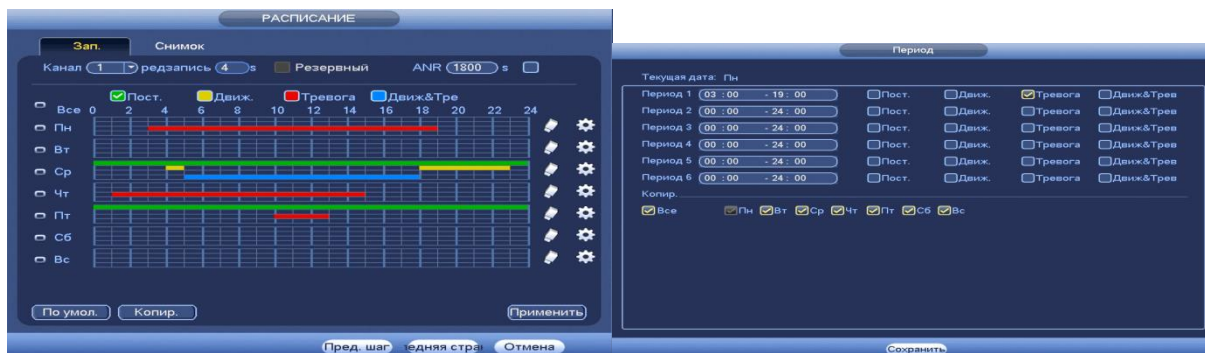 РАСПИСАНИЕ
Зап. Снимок
Канал 1 редзапись 4 s Резервный ANR 1800 s
Пост. Движ. Тревога Движ&Тре
Все 0 2 4 6 8 10 12 14 16 18 20 22 24
Пн
Вт
Ср
Чт
Пт
Сб
Вс
По умол. Копир. Применить
Пред. шаг едняя стра Отмена
Период
Текущая дата: Пн
Период 1 03 :00 - 19: 00 Пост. Движ. Тревога Движ&Трев
Период 2 00 :00 - 24: 00 Пост. Движ. Тревога Движ&Трев
Период 3 00 :00 - 24: 00 Пост. Движ. Тревога Движ&Трев
Период 4 00 :00 - 24: 00 Пост. Движ. Тревога Движ&Трев
Период 5 00 :00 - 24: 00 Пост. Движ. Тревога Движ&Трев
Период 6 00 :00 - 24: 00 Пост. Движ. Тревога Движ&Трев
Копир.
Все Пн Вт Ср Чт Пт Сб Вс
Сохранить